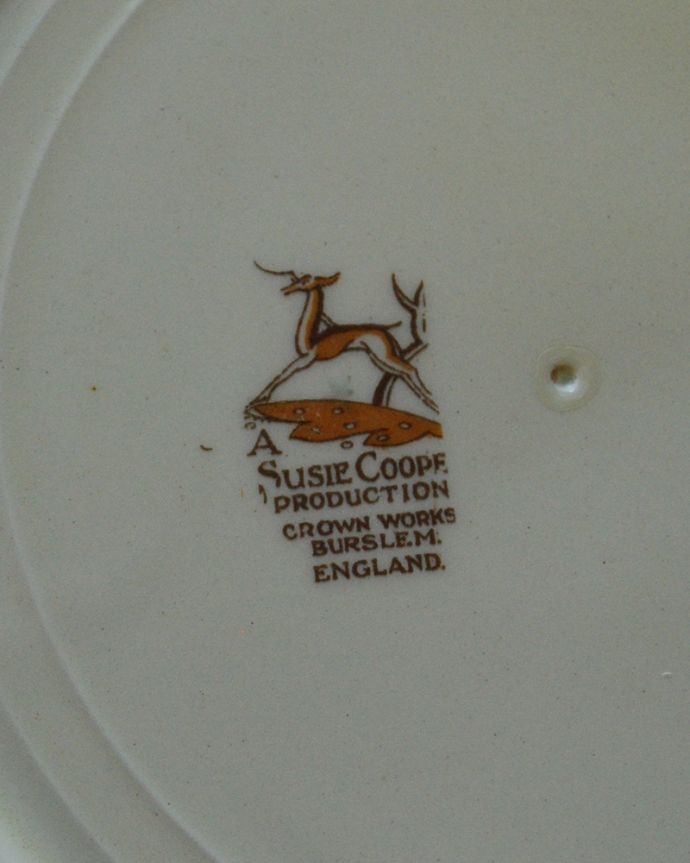 A
SUSIE COOPE
PRODUCTION
CROWN WORKS
BURSLEM.
ENGLAND.